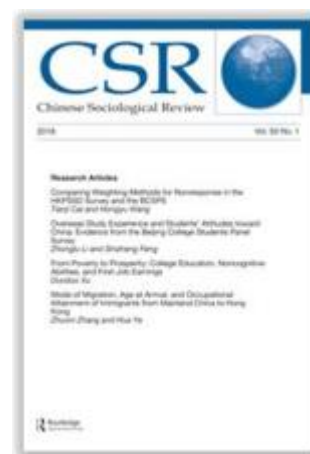 CSR
Chinese Sociological Review
2018
Vol. 50 No. 1
Research Articles
Comparing Weighting Methods for Nonresponse in the
HKPSSD Survey and the BCSPS
Tianji Cai and Hongyu Wang
Overseas Study Experience and Students' Attitudes toward
China: Evidence from the Beijing College Students Panel
Survey
Zhonglu Li and Shizheng Feng
From Poverty to Prosperity: College Education, Noncognitive
Abilities, and First-Job Earnings
Duoduo Xu
Mode of Migration, Age at Arrival, and Occupational
Attainment of Immigrants from Mainland China to Hong
Kong
Zhuoni Zhang and Hua Ye
Routledge